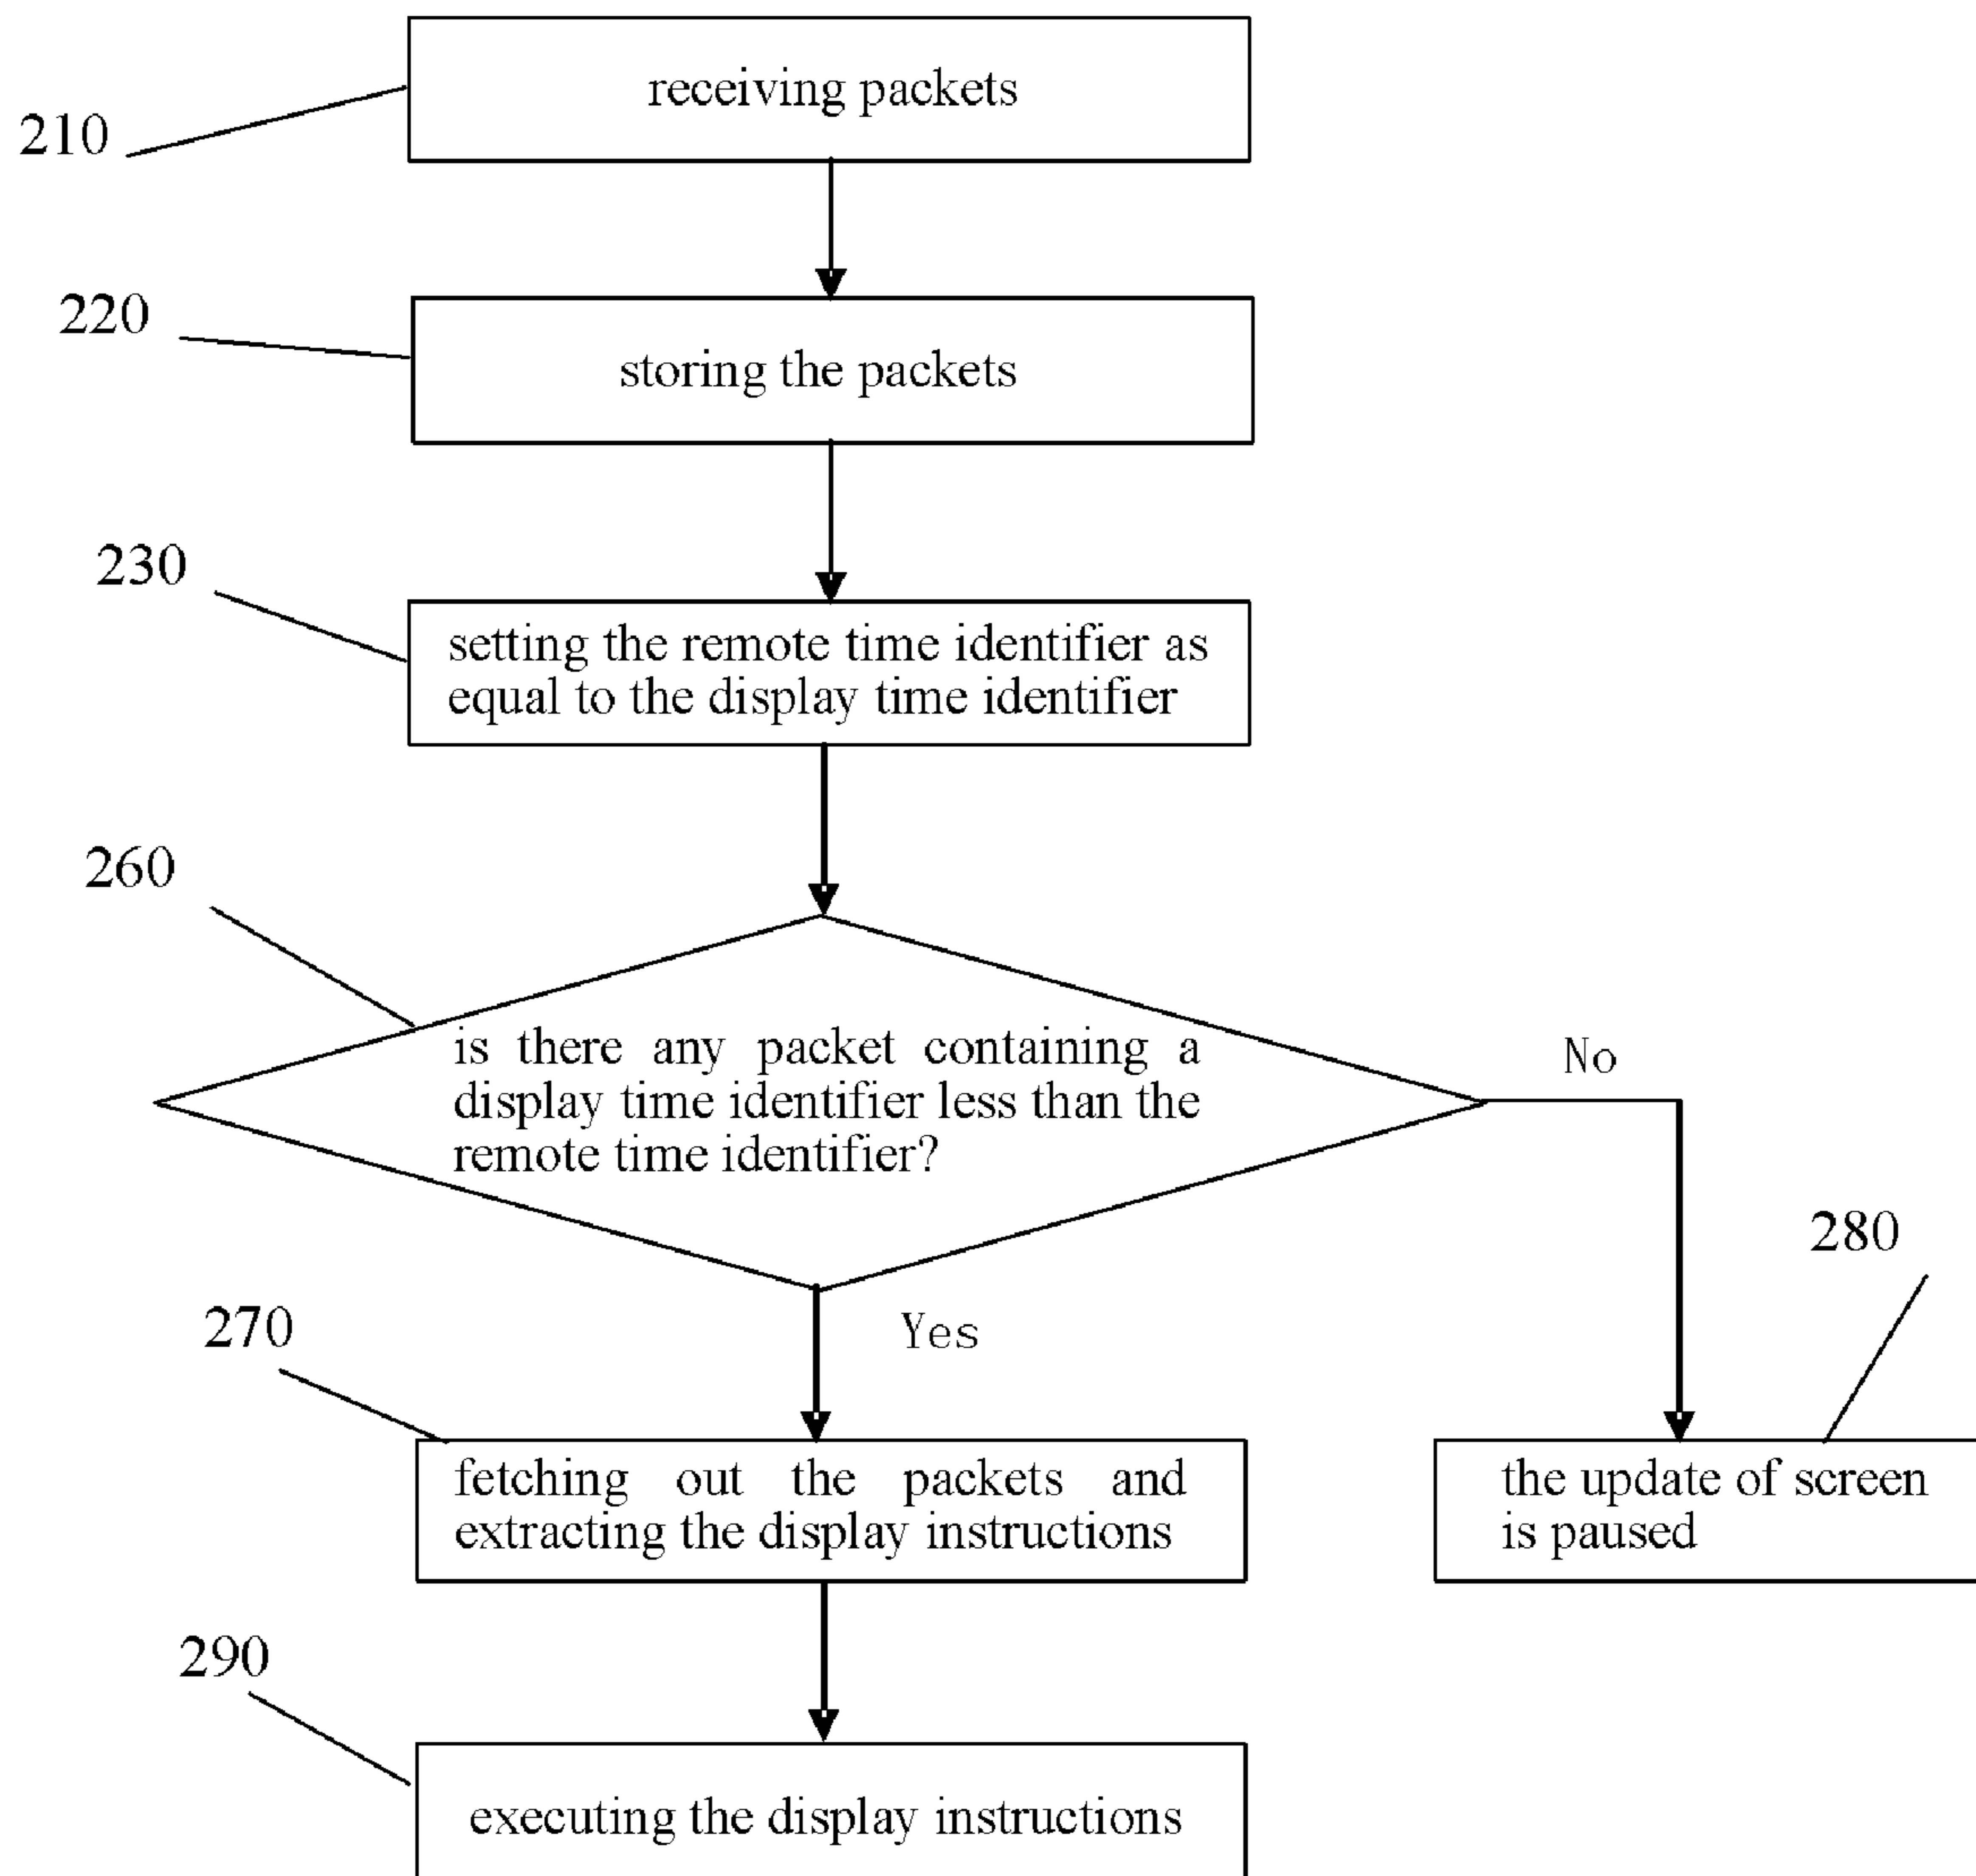 receiving packets
210
220
storing the packets
230
setting the remote time identifier as
equal to the display time identifier
260
is there any packet containing a
display time identifier less than the
remote time identifier?
No
280
270
Yes
fetching out the packets and
extracting the display instructions
the update of screen
is paused
290
executing the display instructions